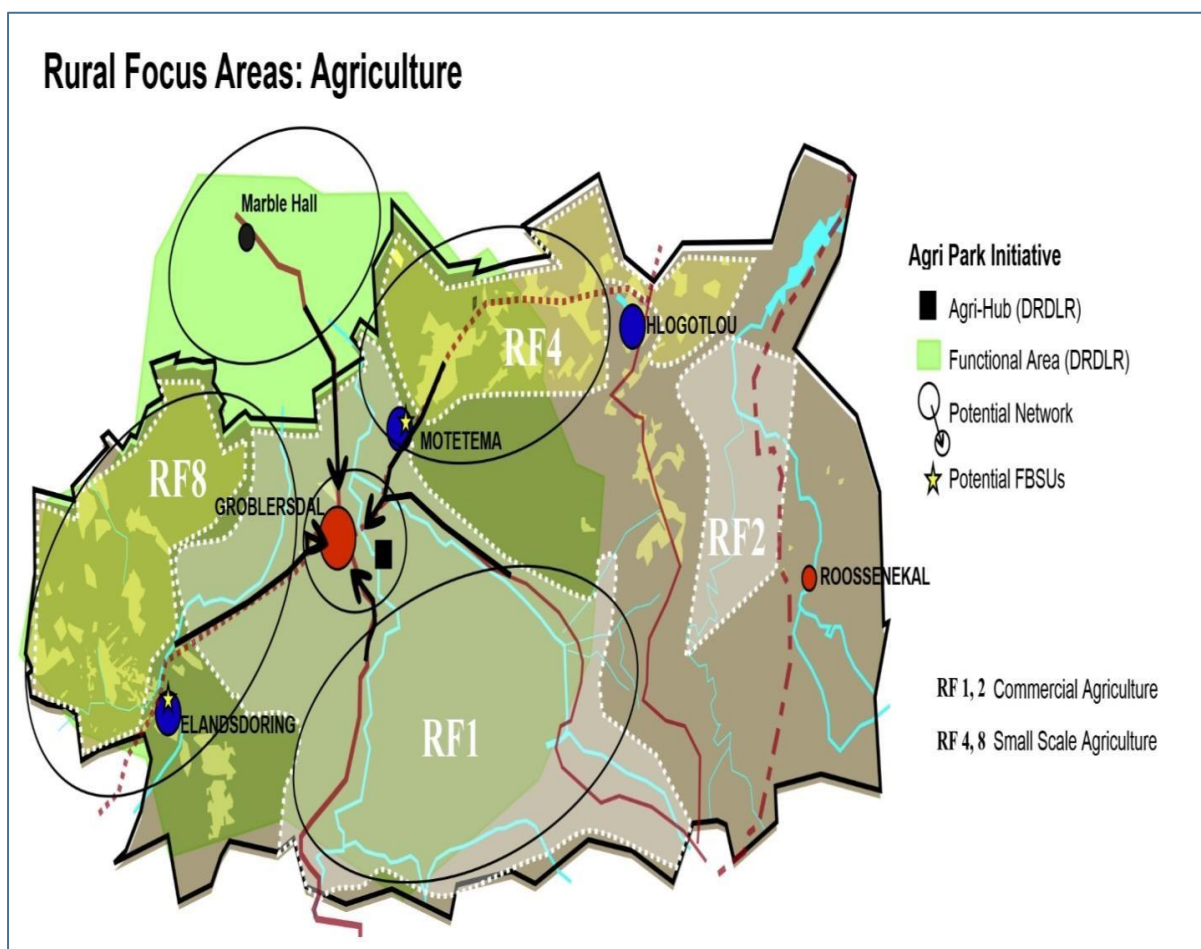 Rural Focus Areas: Agriculture
Marble Hall
RF4
HLOGOTLOU
MOTETEMA
RF8
GROBLERSDAL
RF2
ROOSSENEKAL
ELANDSDORING
RF1
Agri Park Initiative
Agri-Hub (DRDLR)
Functional Area (DRDLR)
Potential Network
Potential FBSUs
RF 1, 2 Commercial Agriculture
RF 4, 8 Small Scale Agriculture